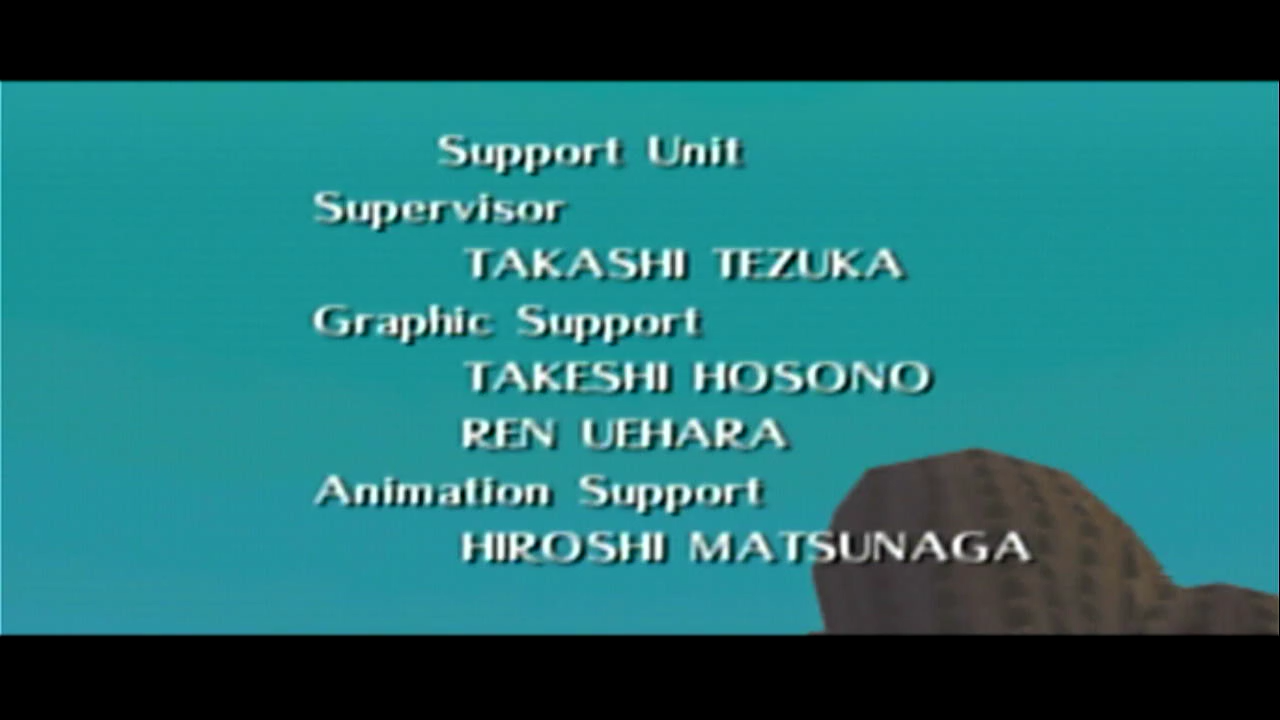 Support Unit
Supervisor
TAKASHI TEZUKA
Graphic Support
TAKESHI HOSONO
REN UEHARA
Animation Support
HIROSHI MATSUNAGA